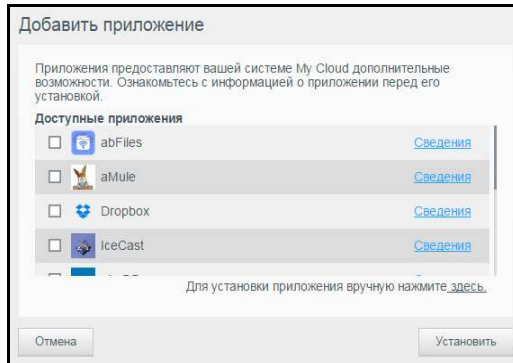 Добавить приложение
Приложения предоставляют вашей системе My Cloud дополнительные
возможности. Ознакомьтесь с информацией о приложении перед его
установкой.
Доступные приложения
abFiles Сведения
aMule Сведения
Dropbox Сведения
IceCast Сведения
Для установки приложения вручную нажмите здесь.
Отмена Установить